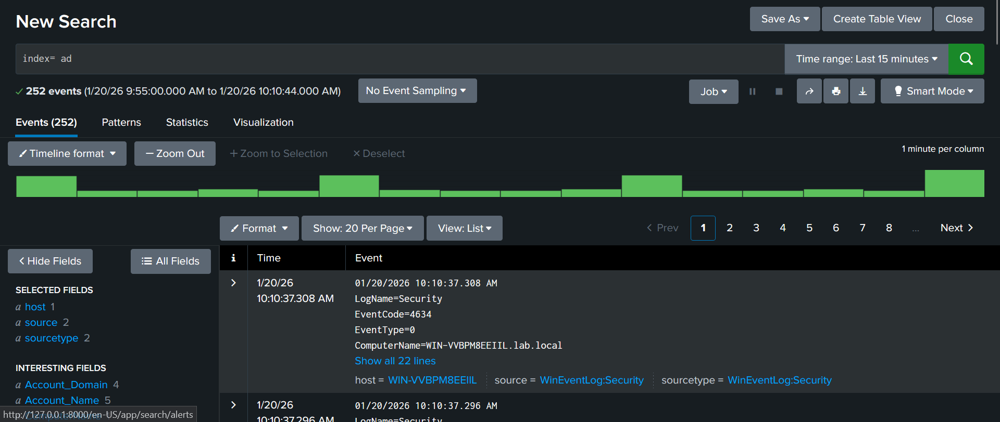 New Search
Save As
Create Table View
Close
index= ad
Time range: Last 15 minutes
252 events (1/20/26 9:55:00.000 AM to 1/20/26 10:10:44.000 AM)
No Event Sampling
Job
Smart Mode
Events (252)
Patterns
Statistics
Visualization
Timeline format
Zoom Out
Zoom to Selection
Deselect
1 minute per column
Format
Show: 20 Per Page
View: List
Prev
1
2
3
4
5
6
7
8
...
Next
Hide Fields
All Fields
i
Time
Event
SELECTED FIELDS
a host 1
a source 2
a sourcetype 2
INTERESTING FIELDS
a Account_Domain 4
a Account_Name 5
1/20/26
10:10:37.308 AM
01/20/2026 10:10:37.308 AM
LogName=Security
EventCode=4634
EventType=0
ComputerName=WIN-VVBPM8EEIIL.lab.local
Show all 22 lines
host = WIN-VVBPM8EEIIL
source = WinEventLog:Security
sourcetype = WinEventLog:Security
1/20/26
10:10:37.296 AM
01/20/2026 10:10:37.296 AM
LogName=Security
http://127.0.0.1:8000/en-US/app/search/alerts